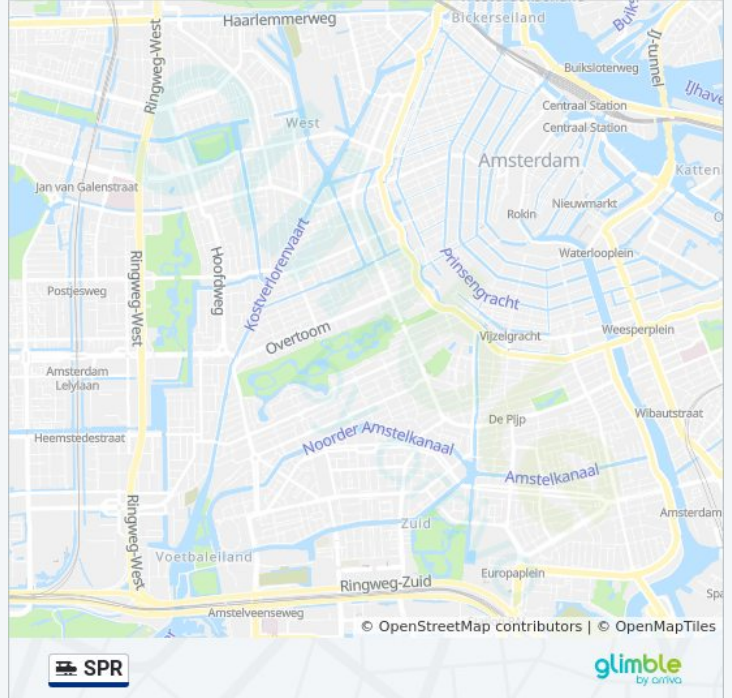 Haarlemmerweg
Bickerseiland
Ringweg-West
IJ-tunnel
Buiksloterweg
IJhave
Centraal Station
West
Centraal Station
Amsterdam
Katten
Jan van Galenstraat
Nieuwmarkt
Rokin
Kostverlorenvaart
Hoofdweg
Waterlooplein
Prinsengracht
Ringweg-West
Postjesweg
Overtoom
Vijzelgracht
Weesperplein
Amsterdam
Lelylaan
De Pijp
Wibautstraat
Heemstedestraat
Noorder Amstelkanaal
Amstelkanaal
Ringweg-West
Zuid
Amsterdam
Voetbaleiland
Ringweg-Zuid
Europaplein
Spa
Amstelveenseweg
© OpenStreetMap contributors | © OpenMapTiles
SPR
glimble
by arriva